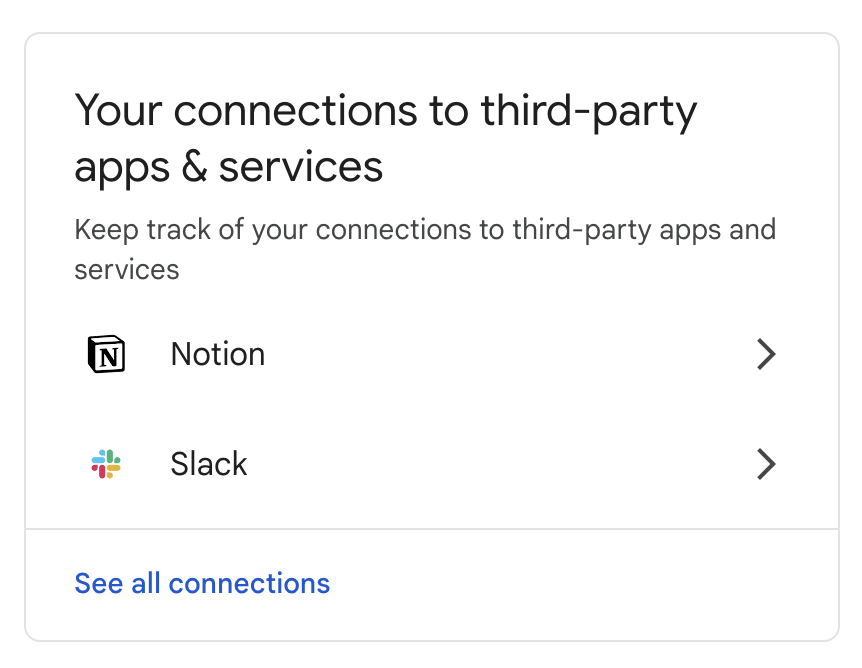 Your connections to third-party
apps & services
Keep track of your connections to third-party apps and
services
N
Notion
Slack
See all connections